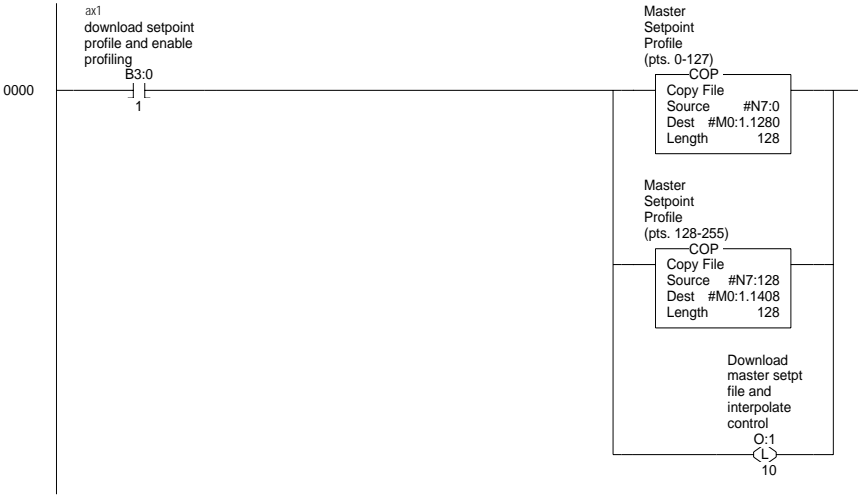 ax1
download setpoint
profile and enable
profiling
B3:0
0000
1
Master
Setpoint
Profile
(pts. 0-127)
COP
Copy File
Source #N7:0
Dest #M0:1.1280
Length 128
Master
Setpoint
Profile
(pts. 128-255)
COP
Copy File
Source #N7:128
Dest #M0:1.1408
Length 128
Download
master setpt
file and
interpolate
control
O:1
L
10